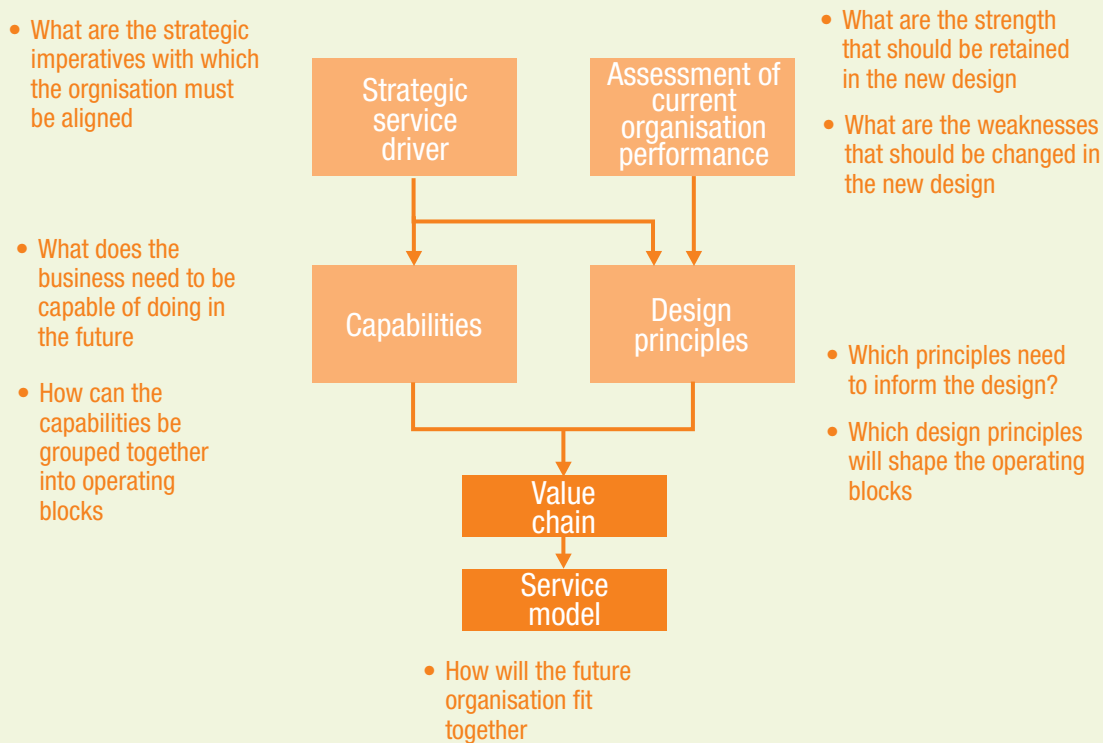 • What are the strategic
imperatives with which
the orgnisation must
be aligned
Strategic
service
driver
Assessment of
current
organisation
performance
• What are the strength
that should be retained
in the new design
• What are the weaknesses
that should be changed in
the new design
• What does the
business need to be
capable of doing in
the future
• How can the
capabilities be
grouped together
into operating
blocks
Capabilities
Design
principles
• Which principles need
to inform the design?
• Which design principles
will shape the operating
blocks
Value
chain
Service
model
• How will the future
organisation fit
together